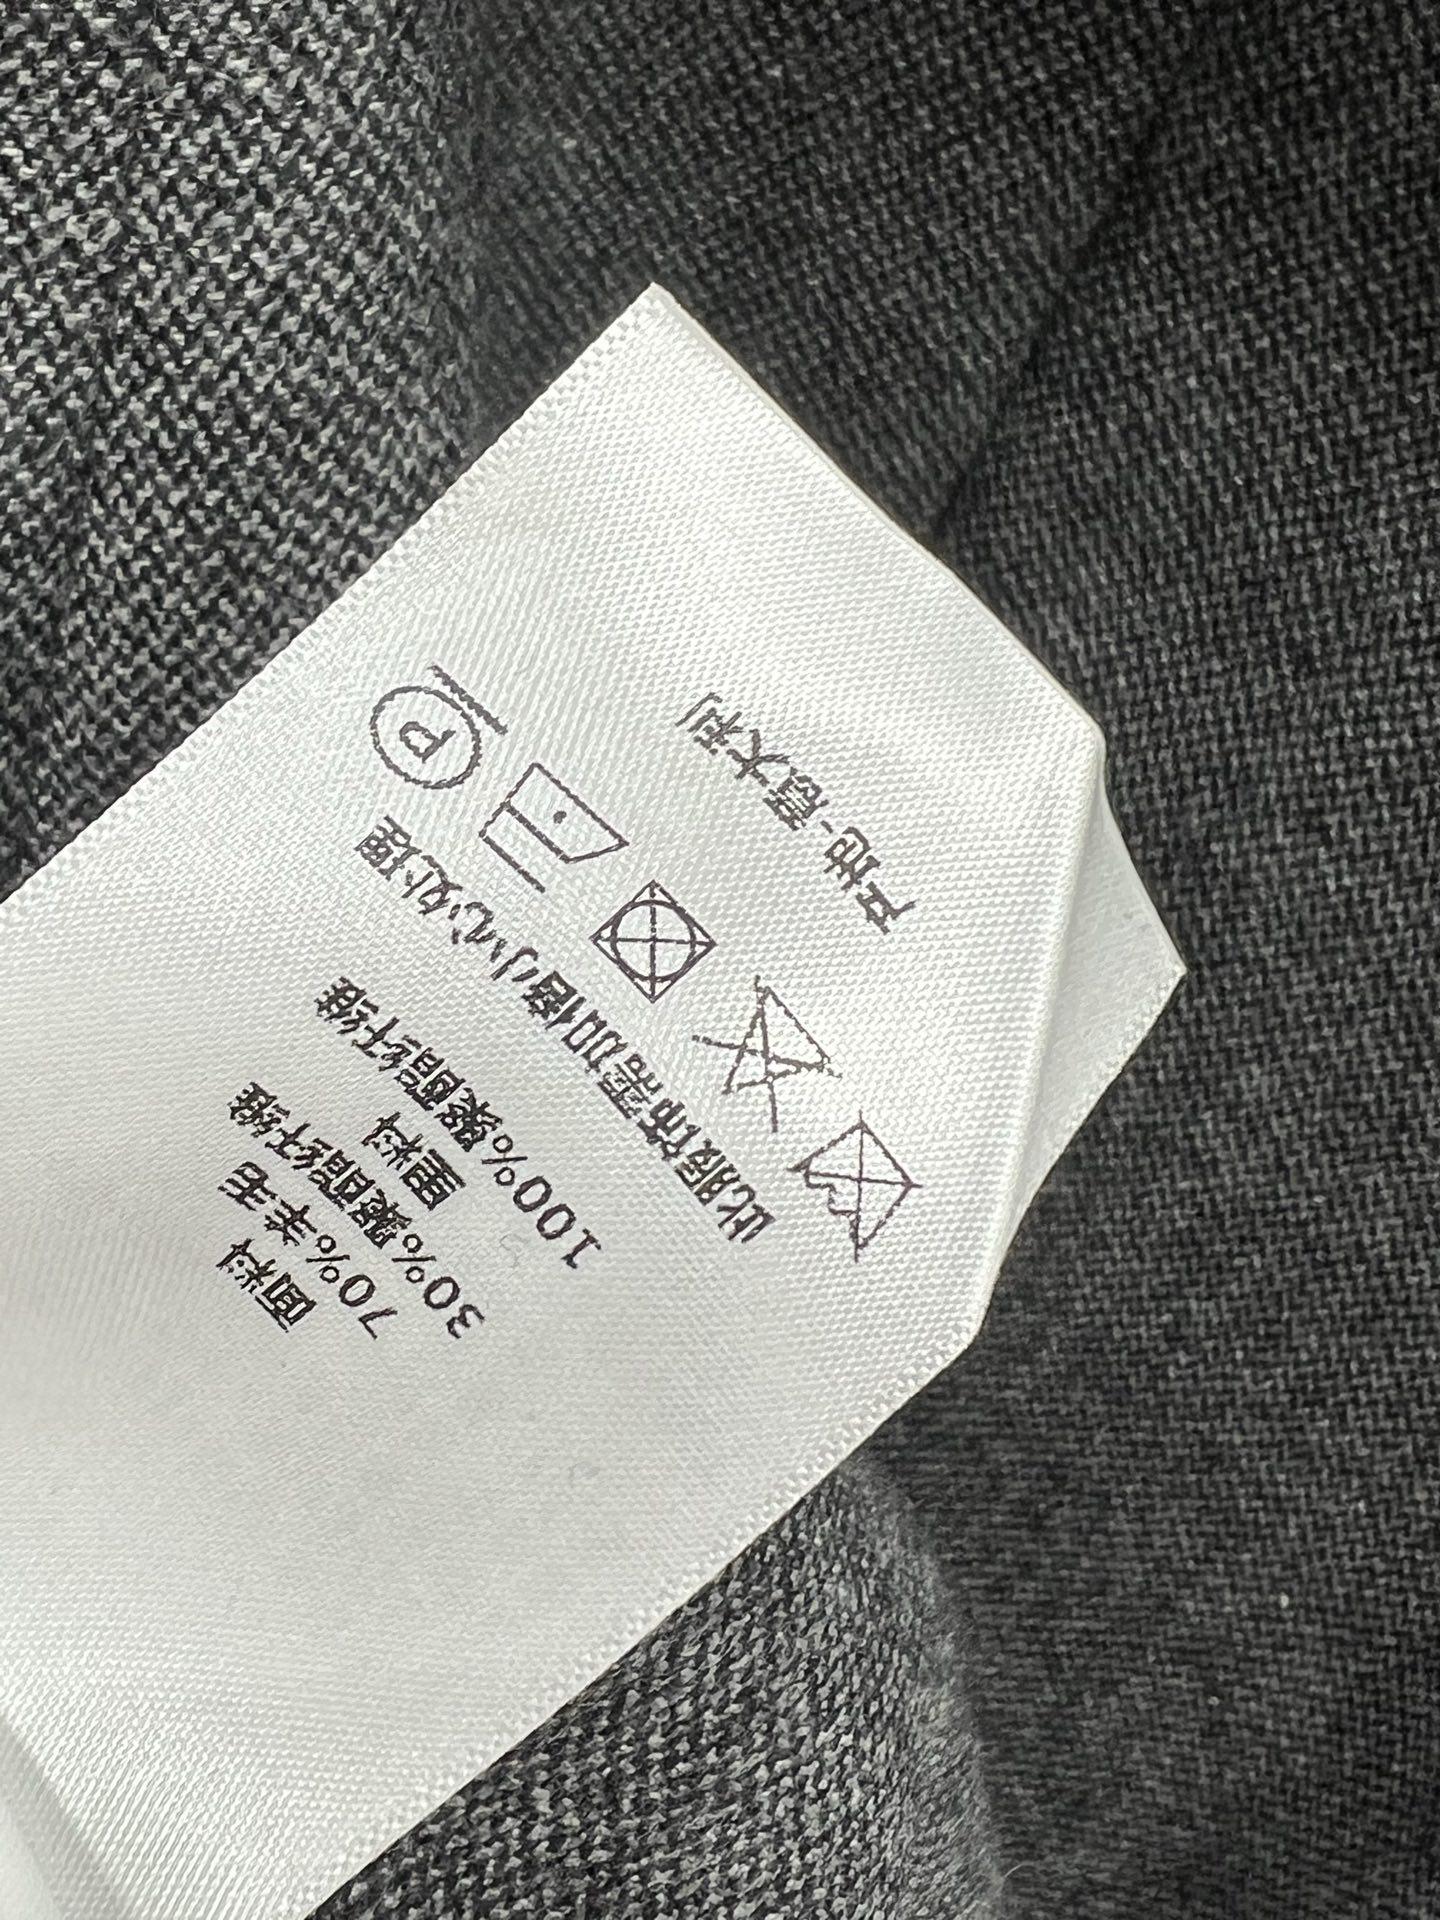 面料
70%羊毛
30%聚酯纤维
里料
100%聚酯纤维
此服饰需加倍小心处理
P
产地-意大利